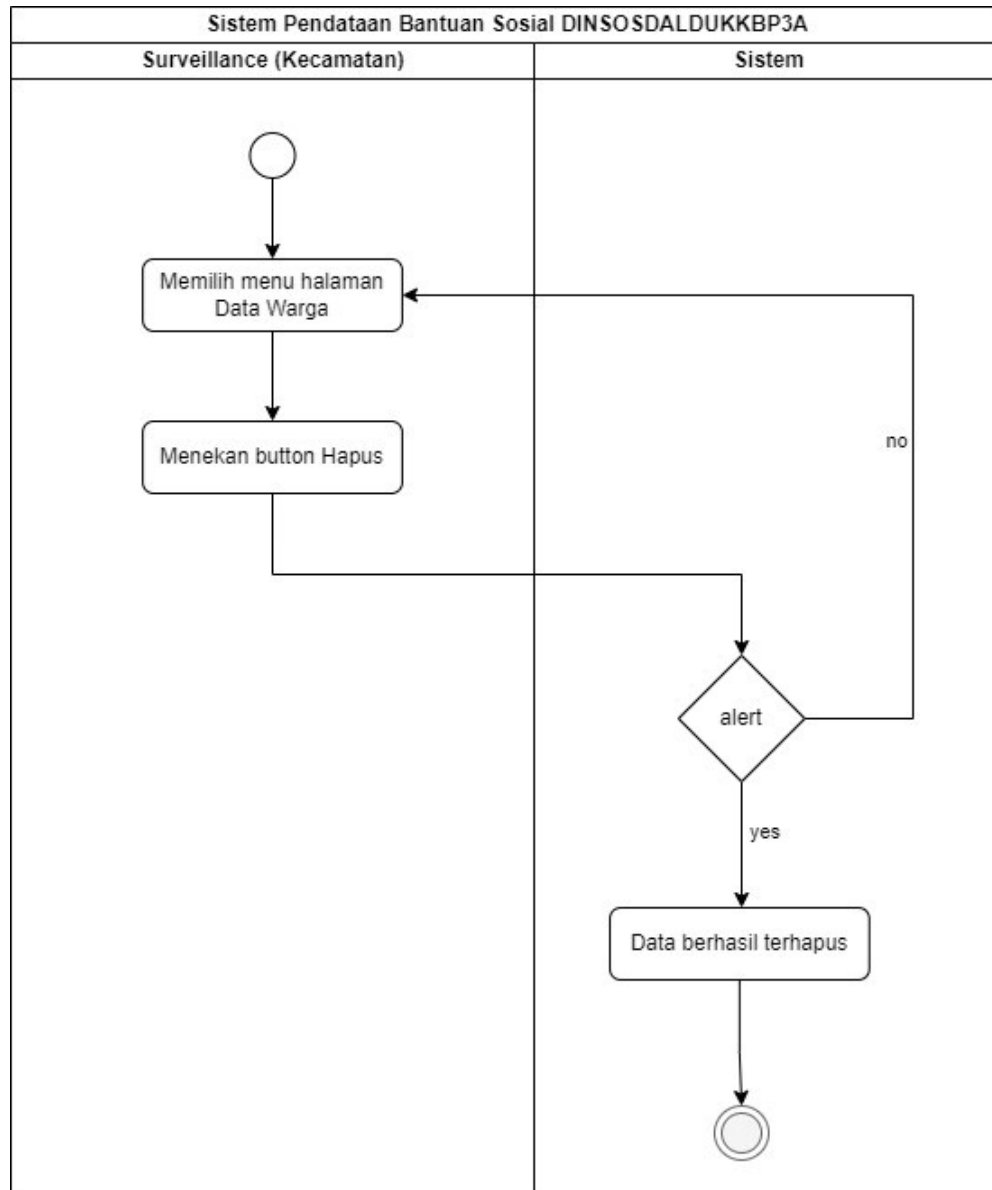 Sistem Pendataan Bantuan Sosial DINSOSDALDUKKBP3A
Surveillance (Kecamatan)
Sistem
Memilih menu halaman
Data Warga
Menekan button Hapus
no
alert
yes
Data berhasil terhapus